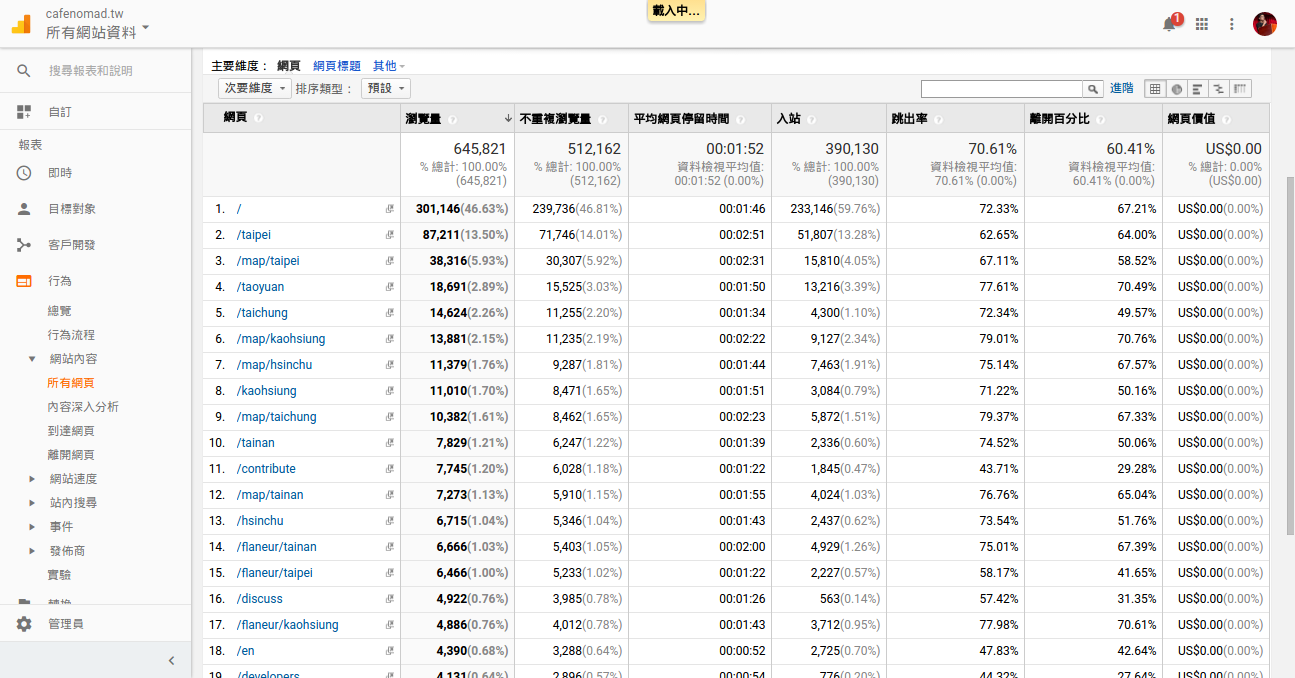 cafenomad.tw
所有網站資料
載入中...
1
搜尋報表和說明
自訂
報表
即時
目標對象
客戶開發
行為
總覽
行為流程
網站內容
所有網頁
內容深入分析
到達網頁
離開網頁
網站速度
站內搜尋
事件
發佈商
實驗
轉換
管理員
主要維度： 網頁 網頁標題 其他
次要維度 排序類型： 預設 進階
網頁 瀏覽量 不重複瀏覽量 平均網頁停留時間 入站 跳出率 離開百分比 網頁價值
645,821 512,162 00:01:52 390,130 70.61% 60.41% US$0.00
% 總計: 100.00% % 總計: 100.00% 資料檢視平均值: % 總計: 100.00% 資料檢視平均值: 資料檢視平均值: % 總計: 0.00%
(645,821) (512,162) 00:01:52 (0.00%) (390,130) 70.61% (0.00%) 60.41% (0.00%) (US$0.00)
1. / 301,146(46.63%) 239,736(46.81%) 00:01:46 233,146(59.76%) 72.33% 67.21% US$0.00(0.00%)
2. /taipei 87,211(13.50%) 71,746(14.01%) 00:02:51 51,807(13.28%) 62.65% 64.00% US$0.00(0.00%)
3. /map/taipei 38,316(5.93%) 30,307(5.92%) 00:02:31 15,810(4.05%) 67.11% 58.52% US$0.00(0.00%)
4. /taoyuan 18,691(2.89%) 15,525(3.03%) 00:01:50 13,216(3.39%) 77.61% 70.49% US$0.00(0.00%)
5. /taichung 14,624(2.26%) 11,255(2.20%) 00:01:34 4,300(1.10%) 72.34% 49.57% US$0.00(0.00%)
6. /map/kaohsiung 13,881(2.15%) 11,235(2.19%) 00:02:22 9,127(2.34%) 79.01% 70.76% US$0.00(0.00%)
7. /map/hsinchu 11,379(1.76%) 9,287(1.81%) 00:01:44 7,463(1.91%) 75.14% 67.57% US$0.00(0.00%)
8. /kaohsiung 11,010(1.70%) 8,471(1.65%) 00:01:51 3,084(0.79%) 71.22% 50.16% US$0.00(0.00%)
9. /map/taichung 10,382(1.61%) 8,462(1.65%) 00:02:23 5,872(1.51%) 79.37% 67.33% US$0.00(0.00%)
10. /tainan 7,829(1.21%) 6,247(1.22%) 00:01:39 2,336(0.60%) 74.52% 50.06% US$0.00(0.00%)
11. /contribute 7,745(1.20%) 6,028(1.18%) 00:01:22 1,845(0.47%) 43.71% 29.28% US$0.00(0.00%)
12. /map/tainan 7,273(1.13%) 5,910(1.15%) 00:01:55 4,024(1.03%) 76.76% 65.04% US$0.00(0.00%)
13. /hsinchu 6,715(1.04%) 5,346(1.04%) 00:01:43 2,437(0.62%) 73.54% 51.76% US$0.00(0.00%)
14. /flaneur/tainan 6,666(1.03%) 5,403(1.05%) 00:02:00 4,929(1.26%) 75.01% 67.39% US$0.00(0.00%)
15. /flaneur/taipei 6,466(1.00%) 5,233(1.02%) 00:01:22 2,227(0.57%) 58.17% 41.65% US$0.00(0.00%)
16. /discuss 4,922(0.76%) 3,985(0.78%) 00:01:26 563(0.14%) 57.42% 31.35% US$0.00(0.00%)
17. /flaneur/kaohsiung 4,886(0.76%) 4,012(0.78%) 00:01:43 3,712(0.95%) 77.98% 70.61% US$0.00(0.00%)
18. /en 4,390(0.68%) 3,288(0.64%) 00:00:52 2,725(0.70%) 47.83% 42.64% US$0.00(0.00%)
19. /developers 4,131(0.64%) 2,896(0.57%) 00:00:54 776(0.20%) 44.32% 27.64% US$0.00(0.00%)